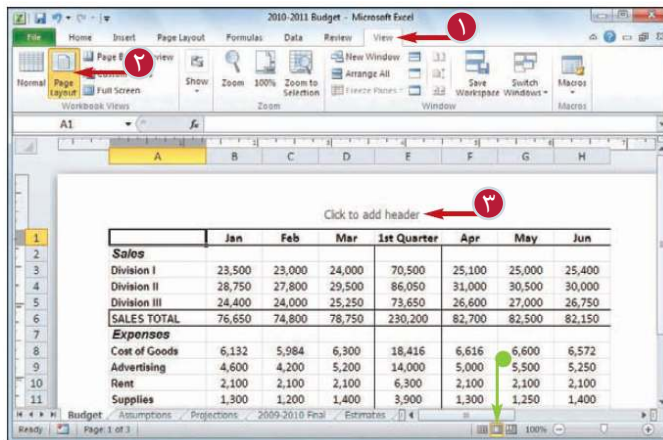 2010-2011 Budget - Microsoft Excel
File Home Insert Page Layout Formulas Data Review View
۱
۲
Normal
Page Layout
Full Screen
Workbook Views
Show
Zoom
100%
Zoom to Selection
Zoom
New Window
Arrange All
Freeze Panes
Save Workspace
Switch Windows
Window
Macros
Macros
A1 fx
A B C D E F G H
Click to add header
۳
1 Jan Feb Mar 1st Quarter Apr May Jun
2 Sales
3 Division I 23,500 23,000 24,000 70,500 25,100 25,000 25,400
4 Division II 28,750 27,800 29,500 86,050 31,000 30,500 30,000
5 Division III 24,400 24,000 25,250 73,650 26,600 27,000 26,750
6 SALES TOTAL 76,650 74,800 78,750 230,200 82,700 82,500 82,150
7 Expenses
8 Cost of Goods 6,132 5,984 6,300 18,416 6,616 6,600 6,572
9 Advertising 4,600 4,200 5,200 14,000 5,000 5,500 5,250
10 Rent 2,100 2,100 2,100 6,300 2,100 2,100 2,100
11 Supplies 1,300 1,200 1,400 3,900 1,300 1,250 1,400
Budget Assumptions Projections 2009-2010 Final Estimates
Ready Page: 1 of 3 100%